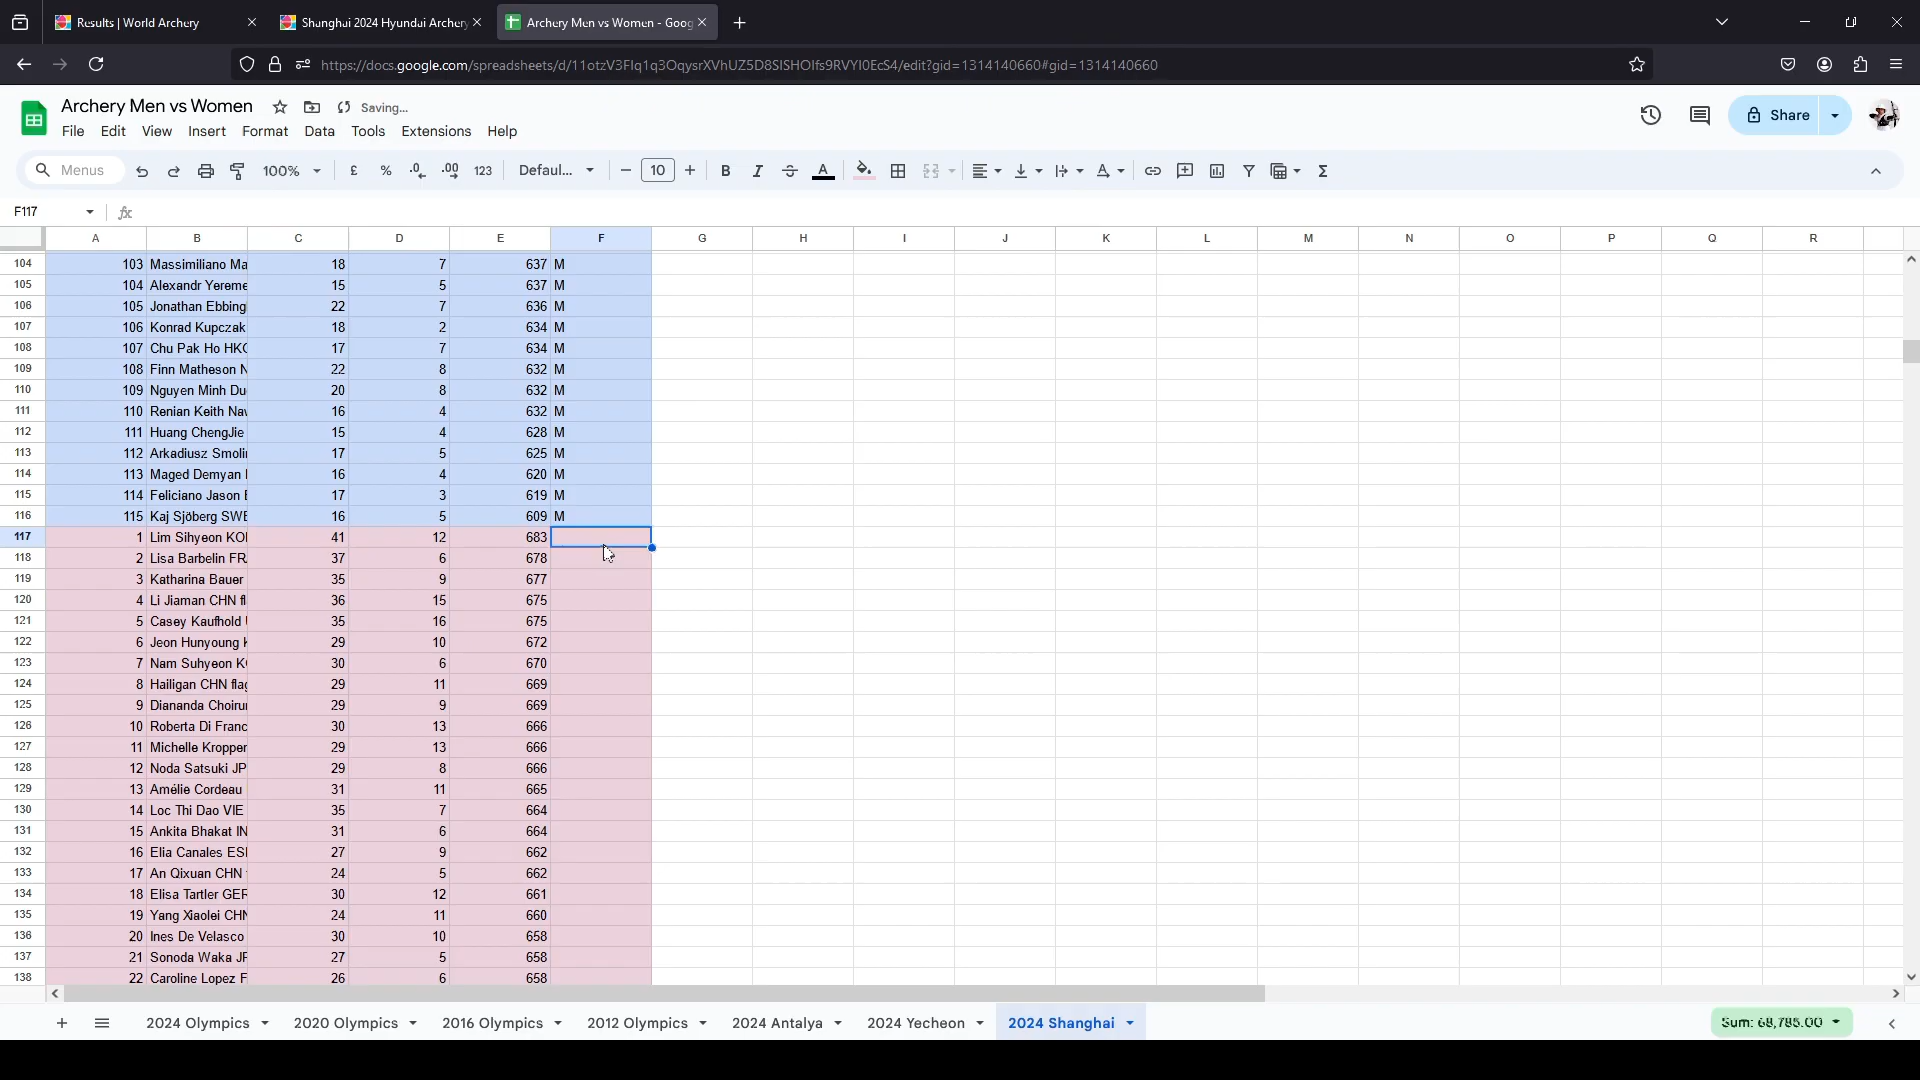 Results | World Archery
Shanghai 2024 Hyundai Archery
Archery Men vs Women - Goog
https://docs.google.com/spreadsheets/d/11otzV3FIq1q3OqysrXVhUZ5D8SISHOIfs9RVYI0EcS4/edit?gid=1314140660#gid=1314140660
Archery Men vs Women Saving...
Share
File Edit View Insert Format Data Tools Extensions Help
Menus 100% £ % .0 .00 123 Defaul... 10 B I A
F117 fx
A B C D E F G H I J K L M N O P Q R
104 103 Massimiliano Ma 18 7 637 M
105 104 Alexandr Yereme 15 5 637 M
106 105 Jonathan Ebbing 22 7 636 M
107 106 Konrad Kupczak 18 2 634 M
108 107 Chu Pak Ho HKG 17 7 634 M
109 108 Finn Matheson N 22 8 632 M
110 109 Nguyen Minh Du 20 8 632 M
111 110 Renian Keith Naw 16 4 632 M
112 111 Huang ChengJie 15 4 628 M
113 112 Arkadiusz Smolin 17 5 625 M
114 113 Maged Demyan 16 4 620 M
115 114 Feliciano Jason 17 3 619 M
116 115 Kaj Sjöberg SWE 16 5 609 M
117 1 Lim Sihyeon KOR 41 12 683
118 2 Lisa Barbelin FRA 37 6 678
119 3 Katharina Bauer 35 9 677
120 4 Li Jiaman CHN fl 36 15 675
121 5 Casey Kaufhold 35 16 675
122 6 Jeon Hunyoung K 29 10 672
123 7 Nam Suhyeon KO 30 6 670
124 8 Hailigan CHN flag 29 11 669
125 9 Diananda Choirun 29 9 669
126 10 Roberta Di Franc 30 13 666
127 11 Michelle Kropper 29 13 666
128 12 Noda Satsuki JP 29 8 666
129 13 Amélie Cordeau 31 11 665
130 14 Loc Thi Dao VIE 35 7 664
131 15 Ankita Bhakat IN 31 6 664
132 16 Elia Canales ESP 27 9 662
133 17 An Qixuan CHN 24 5 662
134 18 Elisa Tartler GER 30 12 661
135 19 Yang Xiaolei CHN 24 11 660
136 20 Ines De Velasco 30 10 658
137 21 Sonoda Waka JP 27 5 658
138 22 Caroline Lopez F 26 6 658
2024 Olympics 2020 Olympics 2016 Olympics 2012 Olympics 2024 Antalya 2024 Yecheon 2024 Shanghai Sum: 68,785.00